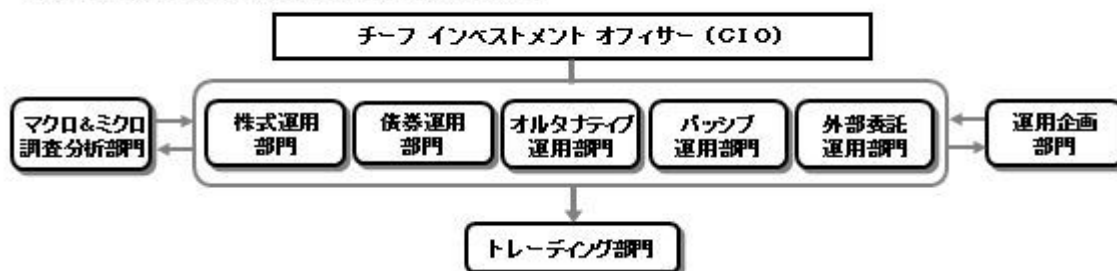 チーフ インベストメント オフィサー (CIO)
マクロ&ミクロ
調査分析部門
株式運用
部門
債券運用
部門
オルタナティブ
運用部門
パッシブ
運用部門
外部委託
運用部門
運用企画
部門
トレーディング部門